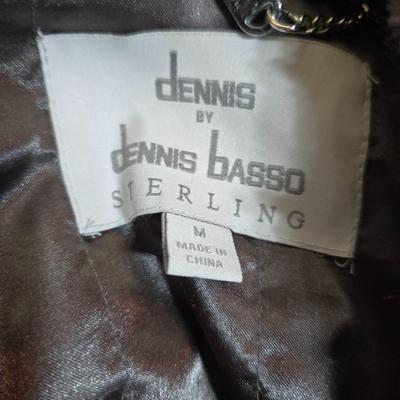 dENNIS
BY
dENNIS basso
STERLING
M
MADE IN
CHINA